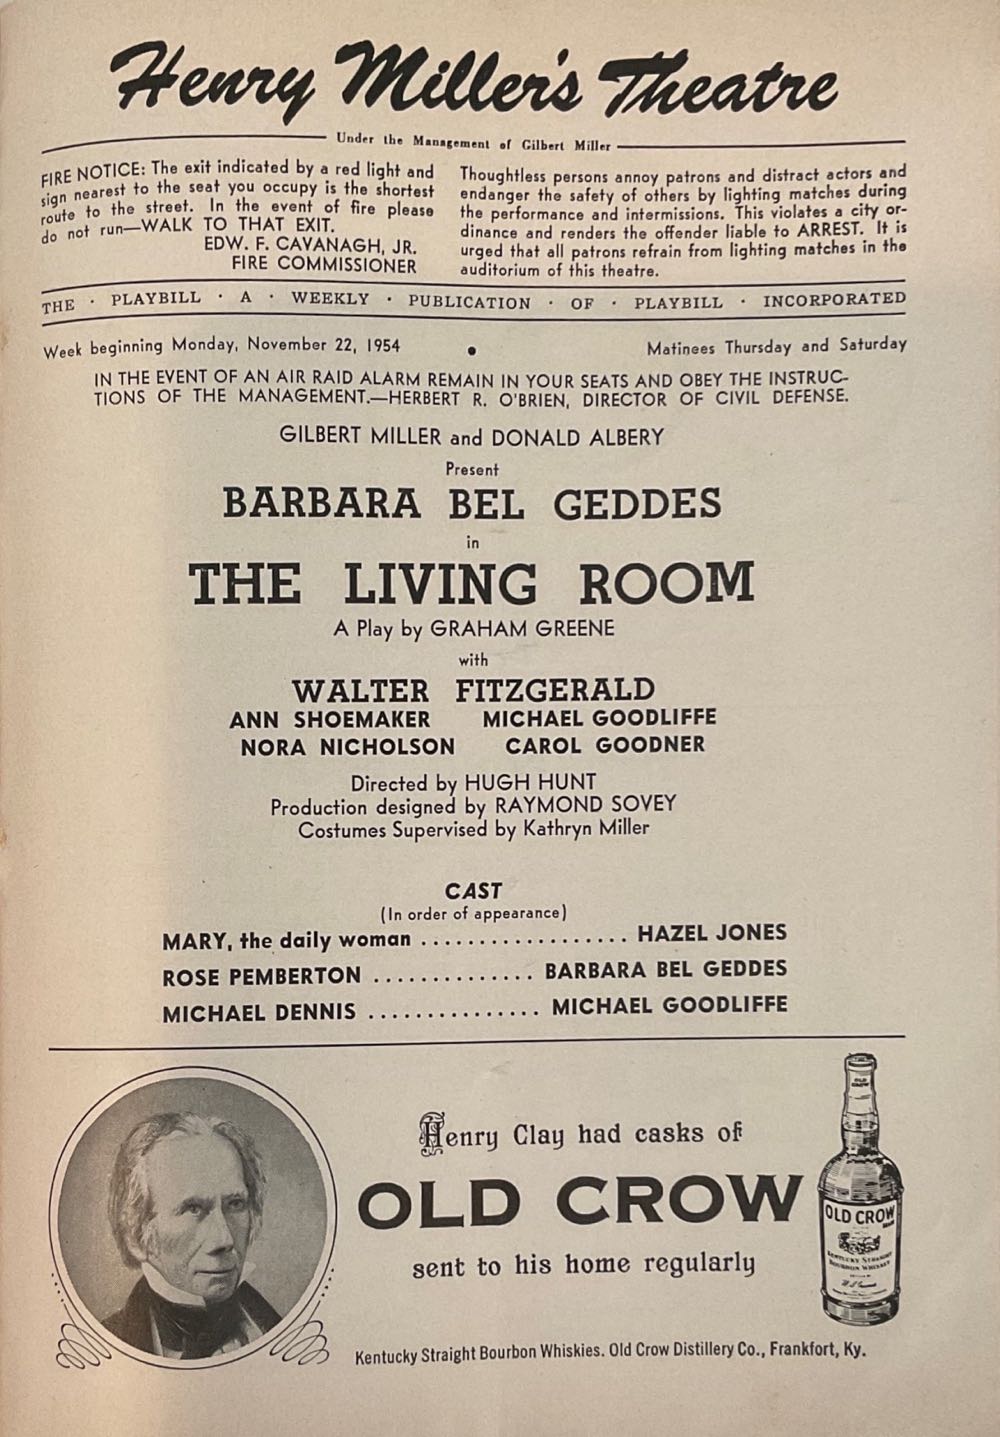 Henry Miller's Theatre
Under the Management of Gilbert Miller
FIRE NOTICE: The exit indicated by a red light and
sign nearest to the seat you occupy is the shortest
route to the street. In the event of fire please
do not run—WALK TO THAT EXIT.
EDW. F. CAVANAGH, JR.
FIRE COMMISSIONER
Thoughtless persons annoy patrons and distract actors and
endanger the safety of others by lighting matches during
the performance and intermissions. This violates a city or-
dinance and renders the offender liable to ARREST. It is
urged that all patrons refrain from lighting matches in the
auditorium of this theatre.
THE · PLAYBILL · A · WEEKLY · PUBLICATION · OF · PLAYBILL · INCORPORATED
Week beginning Monday, November 22, 1954 • Matinees Thursday and Saturday
IN THE EVENT OF AN AIR RAID ALARM REMAIN IN YOUR SEATS AND OBEY THE INSTRUC-
TIONS OF THE MANAGEMENT.—HERBERT R. O'BRIEN, DIRECTOR OF CIVIL DEFENSE.
GILBERT MILLER and DONALD ALBERY
Present
BARBARA BEL GEDDES
in
THE LIVING ROOM
A Play by GRAHAM GREENE
with
WALTER FITZGERALD
ANN SHOEMAKER MICHAEL GOODLIFFE
NORA NICHOLSON CAROL GOODNER
Directed by HUGH HUNT
Production designed by RAYMOND SOVEY
Costumes Supervised by Kathryn Miller
CAST
(In order of appearance)
MARY, the daily woman .................. HAZEL JONES
ROSE PEMBERTON .............. BARBARA BEL GEDDES
MICHAEL DENNIS ............... MICHAEL GOODLIFFE
Henry Clay had casks of
OLD CROW
sent to his home regularly
Kentucky Straight Bourbon Whiskies. Old Crow Distillery Co., Frankfort, Ky.
OLD
CROW
OLD CROW
KENTUCKY STRAIGHT
BOURBON WHISKEY